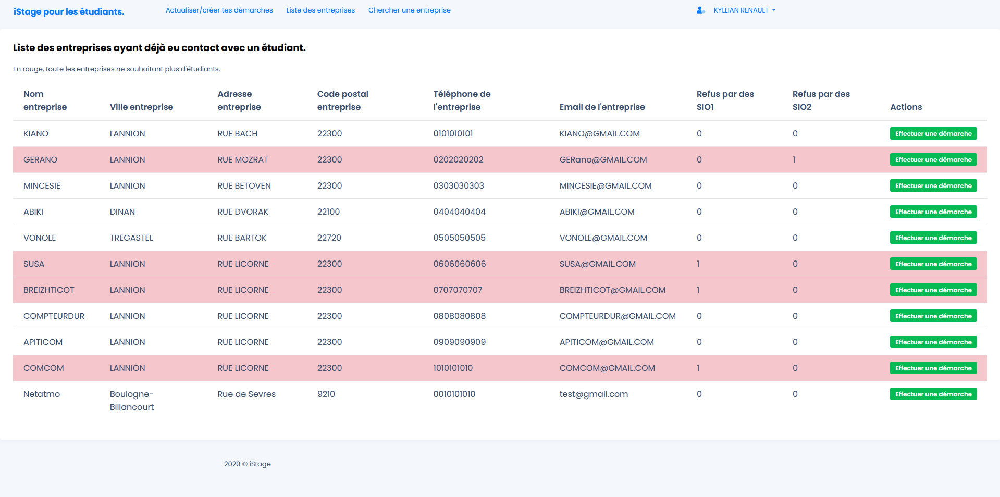 iStage pour les étudiants. Actualiser/créer tes démarches Liste des entreprises Chercher une entreprise KYLLIAN RENAULT
Liste des entreprises ayant déjà eu contact avec un étudiant.
En rouge, toute les entreprises ne souhaitant plus d'étudiants.
Nom entreprise Ville entreprise Adresse entreprise Code postal entreprise Téléphone de l'entreprise Email de l'entreprise Refus par des SIO1 Refus par des SIO2 Actions
KIANO LANNION RUE BACH 22300 0101010101 KIANO@GMAIL.COM 0 0 Effectuer une démarche
GERANO LANNION RUE MOZRAT 22300 0202020202 GERano@GMAIL.COM 0 1 Effectuer une démarche
MINCESIE LANNION RUE BETOVEN 22300 0303030303 MINCESIE@GMAIL.COM 0 0 Effectuer une démarche
ABIKI DINAN RUE DVORAK 22100 0404040404 ABIKI@GMAIL.COM 0 0 Effectuer une démarche
VONOLE TREGASTEL RUE BARTOK 22720 0505050505 VONOLE@GMAIL.COM 0 0 Effectuer une démarche
SUSA LANNION RUE LICORNE 22300 0606060606 SUSA@GMAIL.COM 1 0 Effectuer une démarche
BREIZHTICOT LANNION RUE LICORNE 22300 0707070707 BREIZHTICOT@GMAIL.COM 1 0 Effectuer une démarche
COMPTEURDUR LANNION RUE LICORNE 22300 0808080808 COMPTEURDUR@GMAIL.COM 0 0 Effectuer une démarche
APITICOM LANNION RUE LICORNE 22300 0909090909 APITICOM@GMAIL.COM 0 0 Effectuer une démarche
COMCOM LANNION RUE LICORNE 22300 1010101010 COMCOM@GMAIL.COM 1 0 Effectuer une démarche
Netatmo Boulogne-Billancourt Rue de Sevres 9210 0010101010 test@gmail.com 0 0 Effectuer une démarche
2020 © iStage